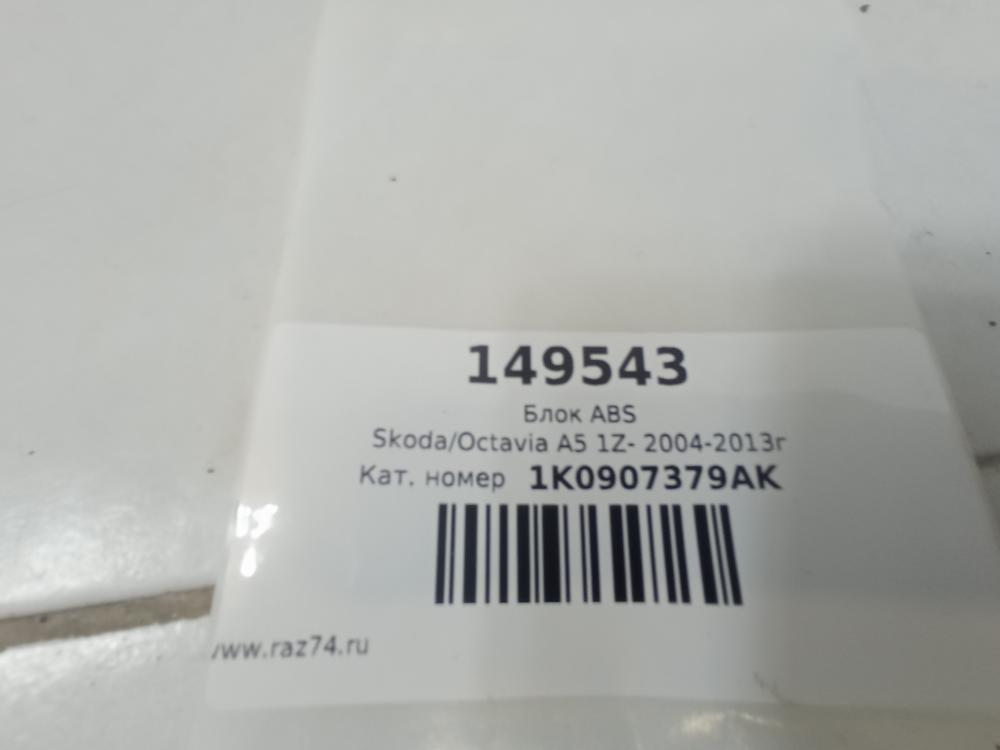 149543
Блок ABS
Skoda/Octavia A5 1Z- 2004-2013г
Кат. номер 1K0907379AK
www.raz74.ru